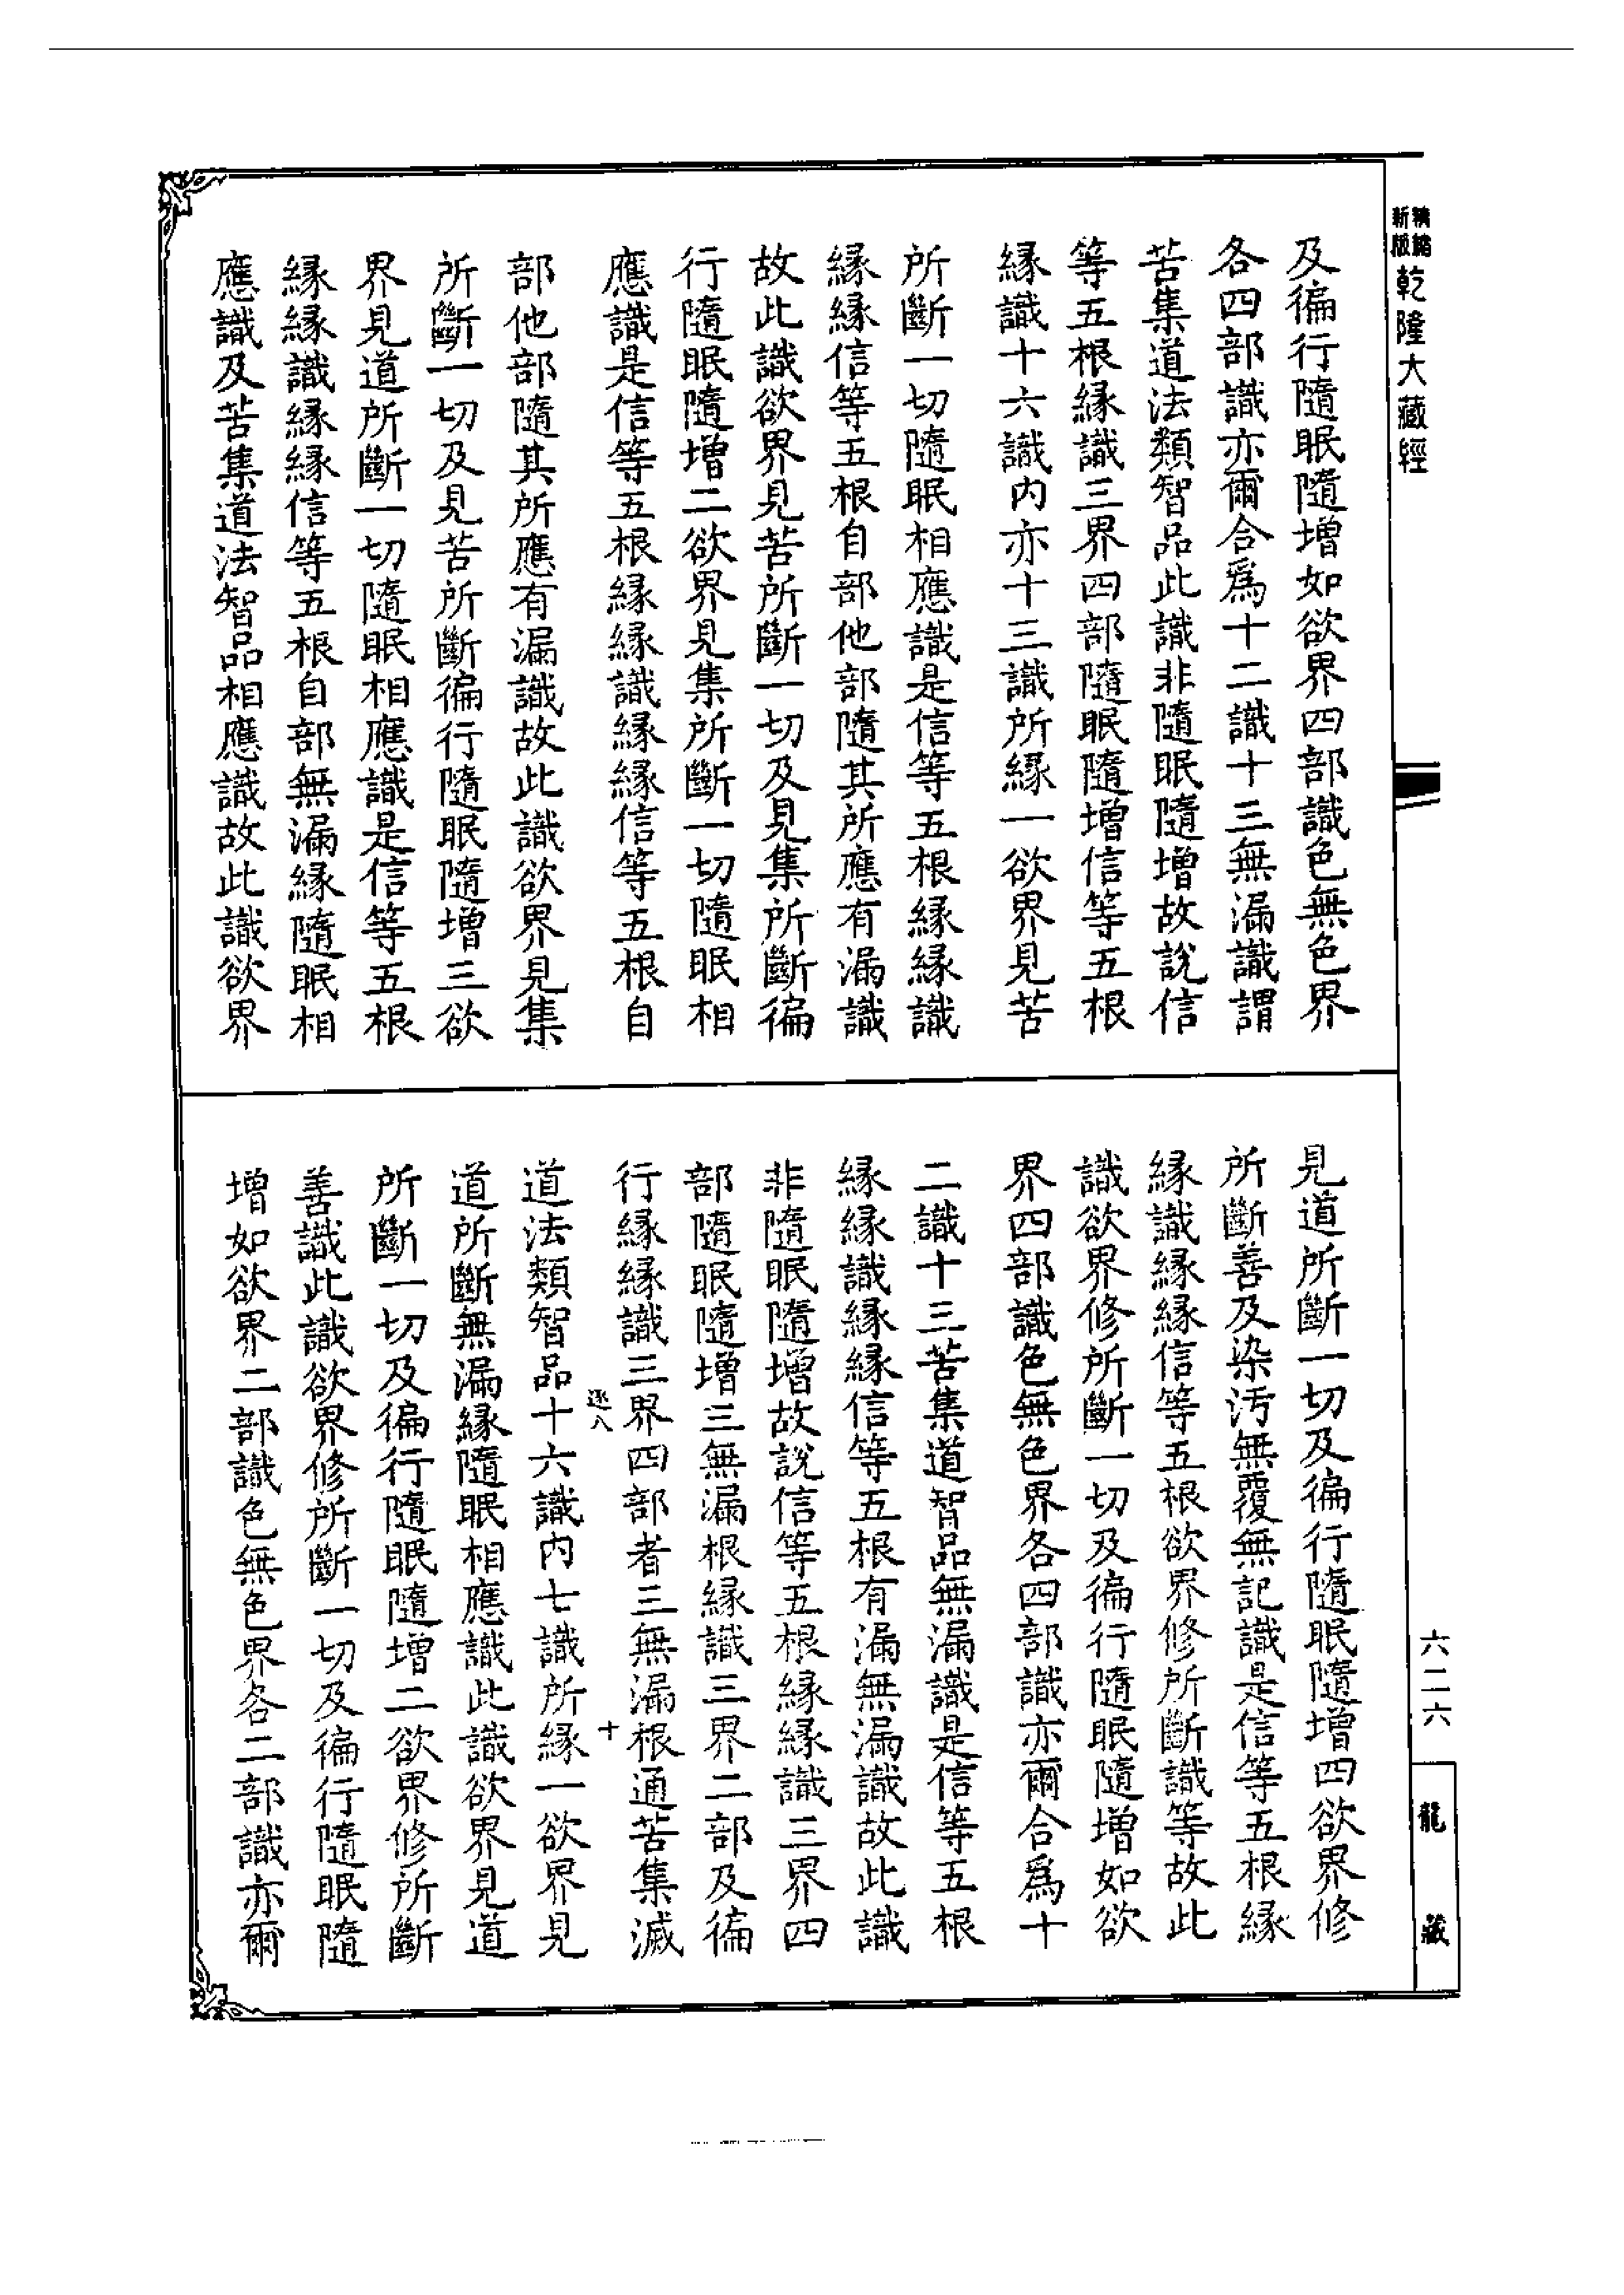 新版精縮乾隆大藏經
及徧行隨眠隨增如欲界四部識色無色界
各四部識亦爾合爲十二識十三無漏識謂
苦集道法類智品此識非隨眠隨增故說信
等五根緣識三界四部隨眠隨增信等五根
緣識十六識內亦十三識所緣一欲界見苦
所斷一切隨眠相應識是信等五根緣緣識
緣緣信等五根自部他部隨其所應有漏識
故此識欲界見苦所斷一切及見集所斷徧
行隨眠隨增二欲界見集所斷一切隨眠相
應識是信等五根緣緣識緣緣信等五根自
部他部隨其所應有漏識故此識欲界見集
所斷一切及見苦所斷徧行隨眠隨增三欲
界見道所斷一切隨眠相應識是信等五根
緣緣識緣緣信等五根自部無漏緣隨眠相
應識及苦集道法智品相應識故此識欲界
見道所斷一切及徧行隨眠隨增四欲界修
所斷善及染污無覆無記識是信等五根緣
緣識緣緣信等五根欲界修所斷識等故此
識欲界修所斷一切及徧行隨眠隨增如欲
界四部識色無色界各四部識亦爾合爲十
二識十三苦集道智品無漏識是信等五根
緣緣識緣緣信等五根有漏無漏識故此識
非隨眠隨增故說信等五根緣緣識三界四
部隨眠隨增三無漏根緣識三界二部及徧
行緣緣識三界四部者三無漏根通苦集滅
道法類智品十六識內七識所緣一欲界見
道所斷無漏緣隨眠相應識此識欲界見道
所斷一切及徧行隨眠隨增二欲界修所斷
善識此識欲界修所斷一切及徧行隨眠隨
增如欲界二部識色無色界各二部識亦爾
逐八
十
六二六
龍藏